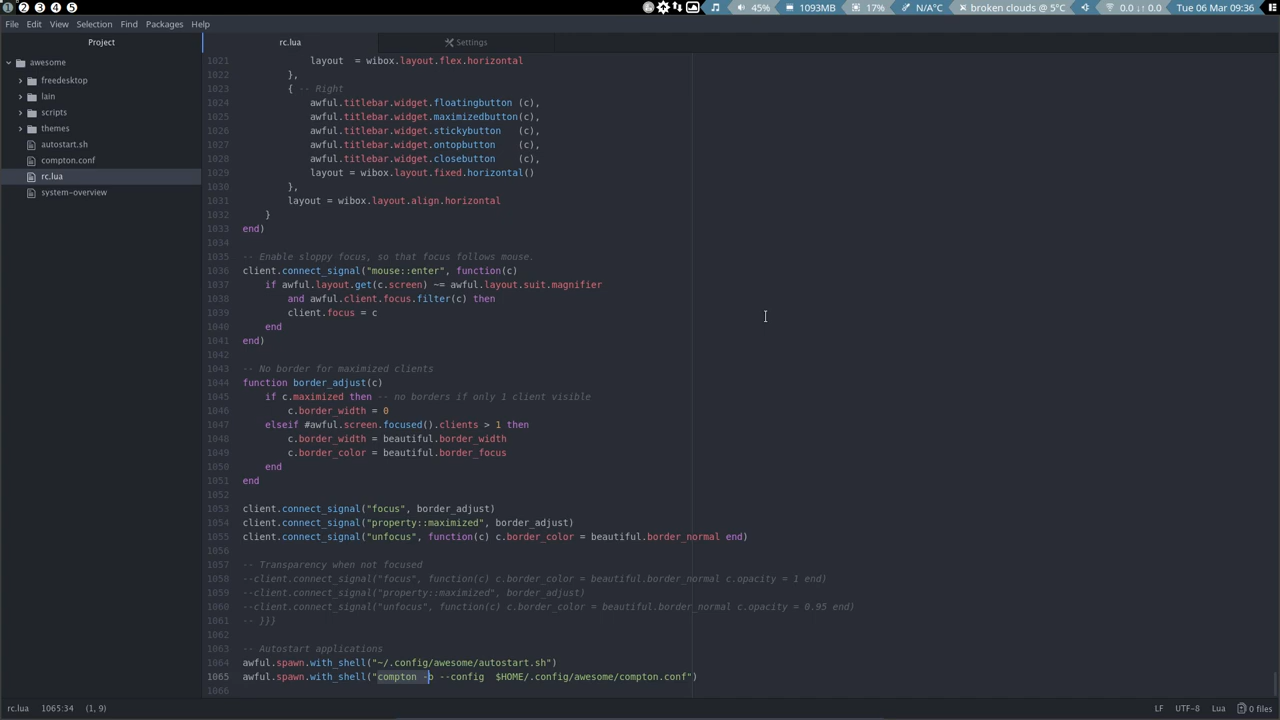 1 2 3 4 5 45% 1093MB 17% N/A°C broken clouds @ 5°C 0.0 ↓↑ 0.0 Tue 06 Mar 09:36
File Edit View Selection Find Packages Help
Project rc.lua Settings
awesome
freedesktop
lain
scripts
themes
autostart.sh
compton.conf
rc.lua
system-overview
1021 layout  = wibox.layout.flex.horizontal
1022 },
1023 { -- Right
1024 awful.titlebar.widget.floatingbutton (c),
1025 awful.titlebar.widget.maximizedbutton(c),
1026 awful.titlebar.widget.stickybutton   (c),
1027 awful.titlebar.widget.ontopbutton    (c),
1028 awful.titlebar.widget.closebutton    (c),
1029 layout = wibox.layout.fixed.horizontal()
1030 },
1031 layout = wibox.layout.align.horizontal
1032 }
1033 end)
1034
1035 -- Enable sloppy focus, so that focus follows mouse.
1036 client.connect_signal("mouse::enter", function(c)
1037 if awful.layout.get(c.screen) ~= awful.layout.suit.magnifier
1038 and awful.client.focus.filter(c) then
1039 client.focus = c
1040 end
1041 end)
1042
1043 -- No border for maximized clients
1044 function border_adjust(c)
1045 if c.maximized then -- no borders if only 1 client visible
1046 c.border_width = 0
1047 elseif #awful.screen.focused().clients > 1 then
1048 c.border_width = beautiful.border_width
1049 c.border_color = beautiful.border_focus
1050 end
1051 end
1052
1053 client.connect_signal("focus", border_adjust)
1054 client.connect_signal("property::maximized", border_adjust)
1055 client.connect_signal("unfocus", function(c) c.border_color = beautiful.border_normal end)
1056
1057 -- Transparency when not focused
1058 --client.connect_signal("focus", function(c) c.border_color = beautiful.border_normal c.opacity = 1 end)
1059 --client.connect_signal("property::maximized", border_adjust)
1060 --client.connect_signal("unfocus", function(c) c.border_color = beautiful.border_normal c.opacity = 0.95 end)
1061 -- }}}
1062
1063 -- Autostart applications
1064 awful.spawn.with_shell("~/.config/awesome/autostart.sh")
1065 awful.spawn.with_shell("compton -b --config  $HOME/.config/awesome/compton.conf")
1066
rc.lua 1065:34 (1, 9) LF UTF-8 Lua 0 files